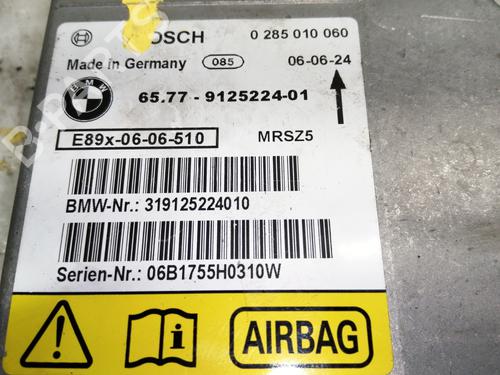 BOSCH 0 285 010 060
Made in Germany 085 06-06-24
BMW 65.77 - 9125224-01
E89x-06-06-510 MRSZ5
BMW-Nr.: 319125224010
Serien-Nr.: 06B1755H0310W
AIRBAG